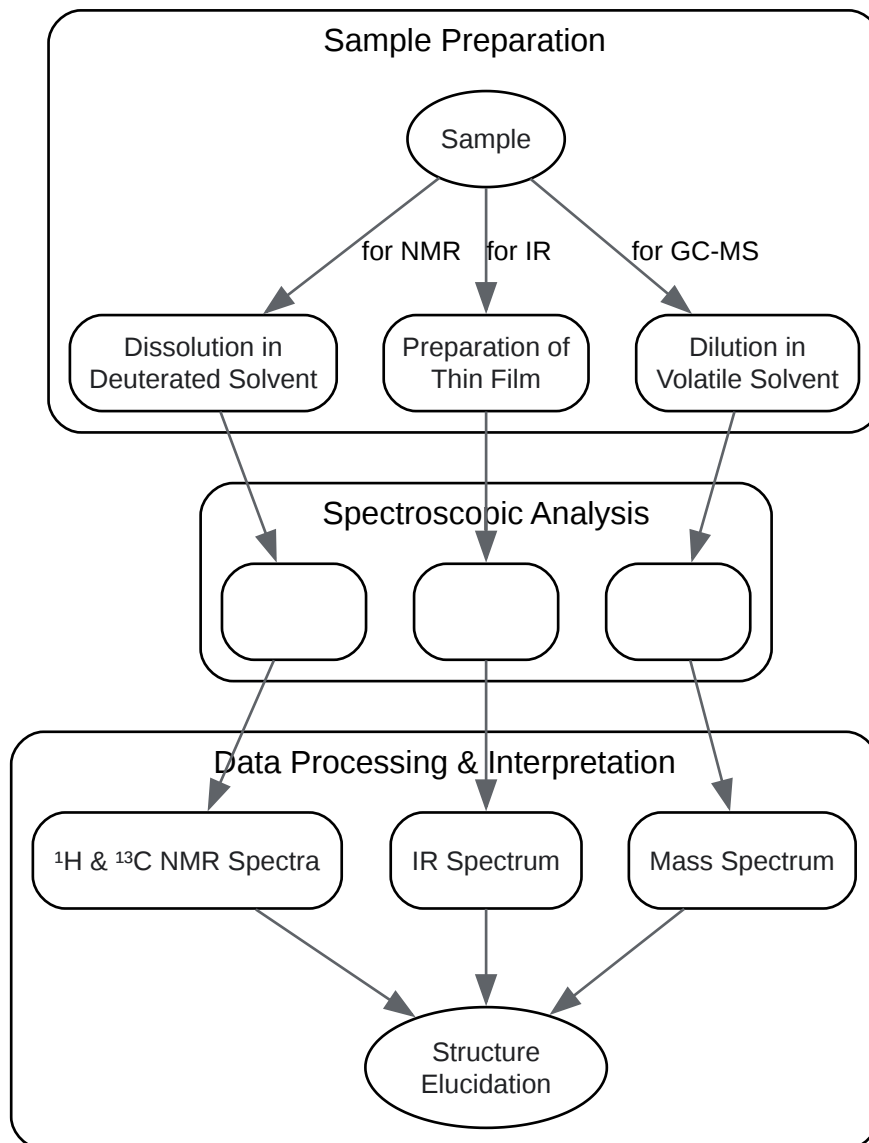 Sample Preparation
Sample
for NMR
for IR
for GC-MS
Dissolution in
Deuterated Solvent
Preparation of
Thin Film
Dilution in
Volatile Solvent
Spectroscopic Analysis
Data Processing & Interpretation
¹H & ¹³C NMR Spectra
IR Spectrum
Mass Spectrum
Structure
Elucidation